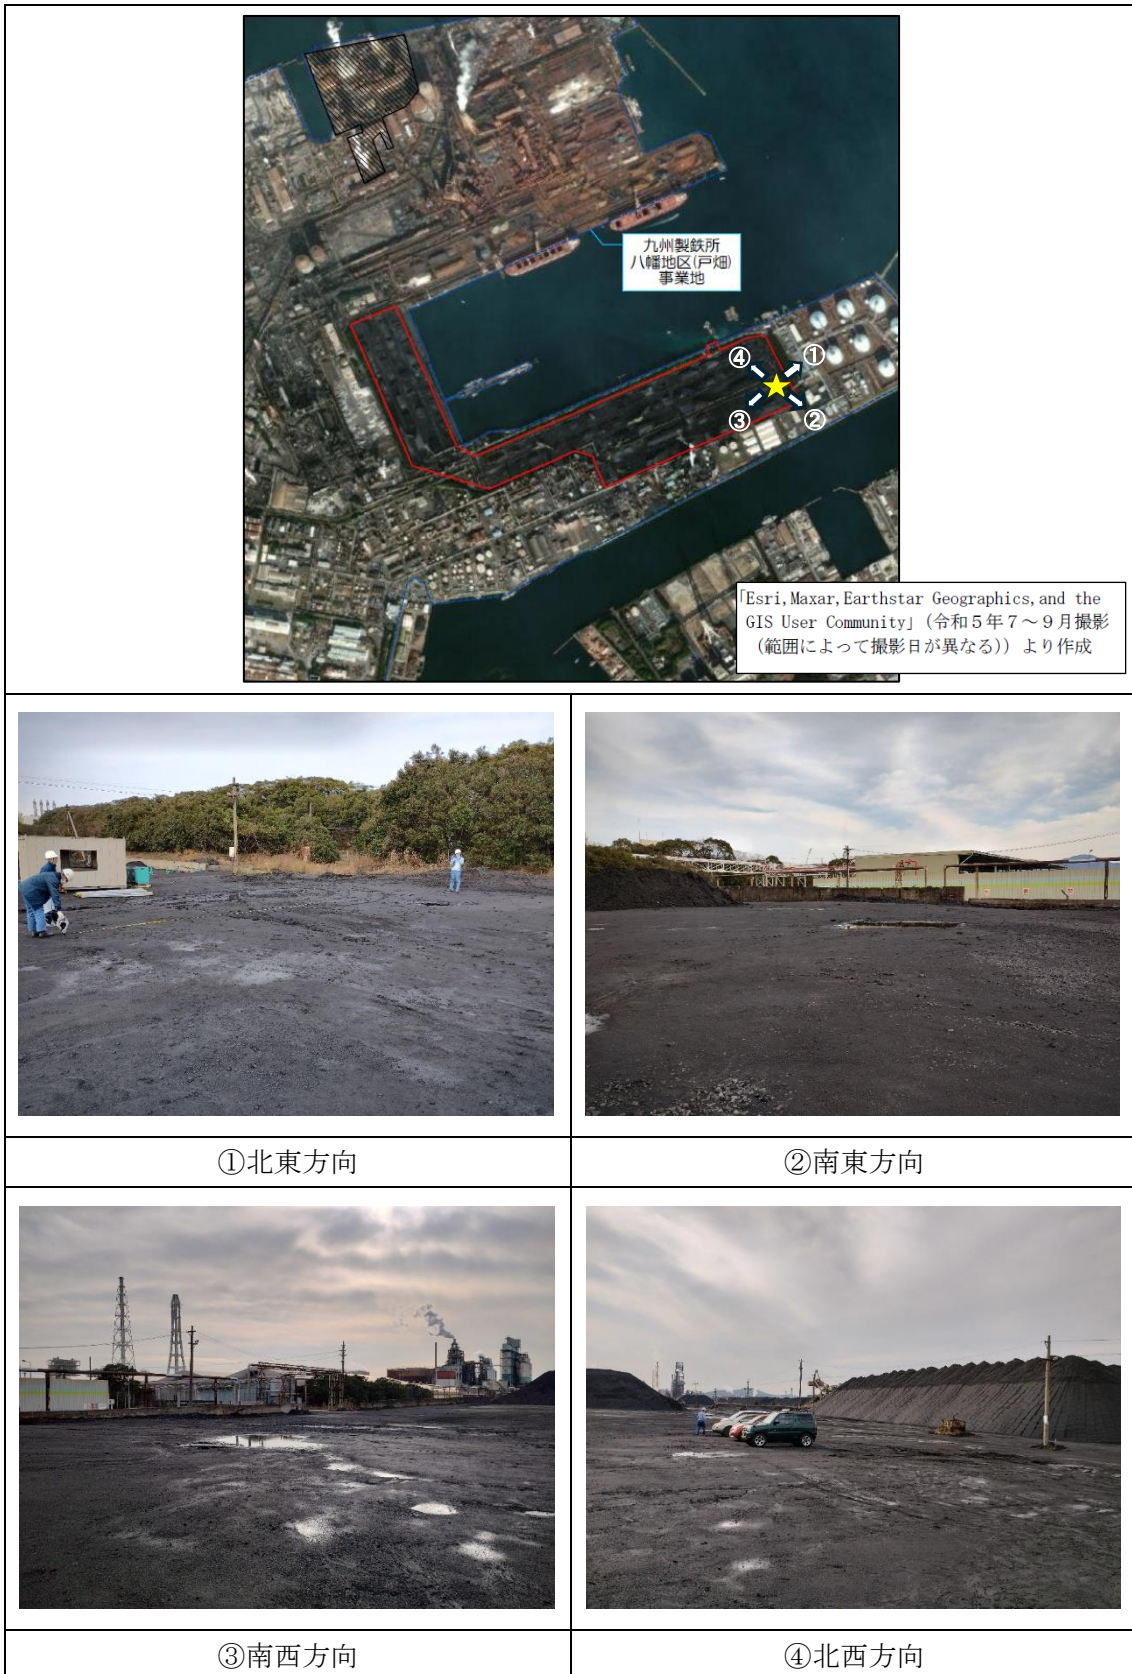 九州製鉄所
八幡地区(戸畑)
事業地
④
①
③
②
「Esri,Maxar,Earthstar Geographics,and the
GIS User Community」（令和５年７～９月撮影
（範囲によって撮影日が異なる））より作成
①北東方向
②南東方向
③南西方向
④北西方向